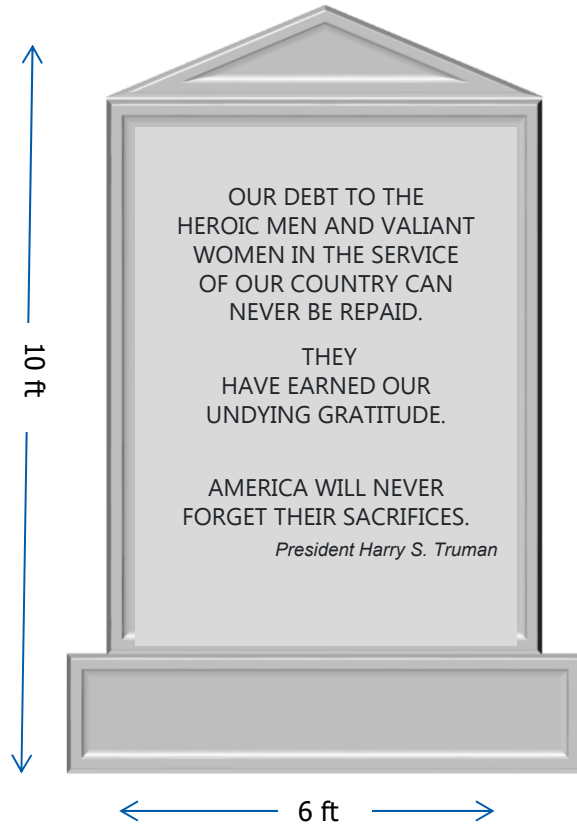 OUR DEBT TO THE
HEROIC MEN AND VALIANT
WOMEN IN THE SERVICE
OF OUR COUNTRY CAN
NEVER BE REPAID.
THEY
HAVE EARNED OUR
UNDYING GRATITUDE.
AMERICA WILL NEVER
FORGET THEIR SACRIFICES.
President Harry S. Truman
10 ft
6 ft